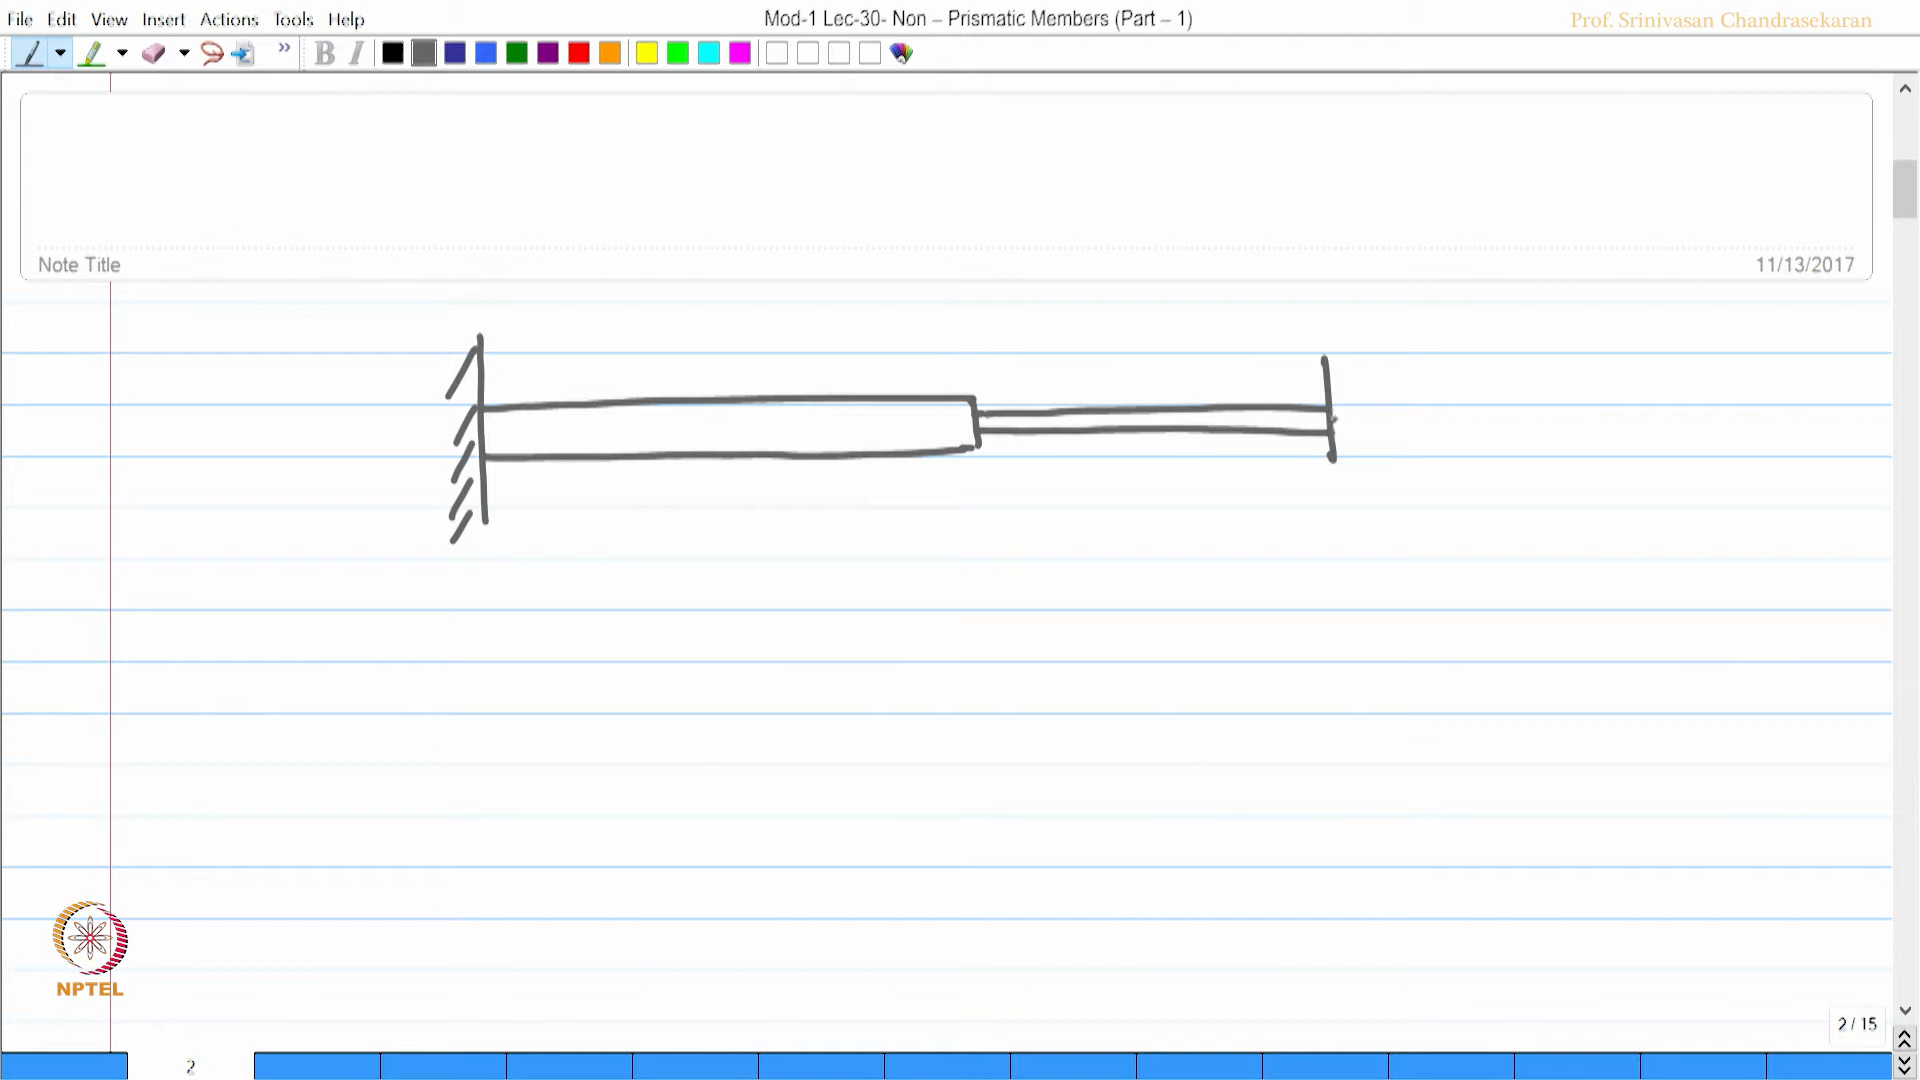 File Edit View Insert Actions Tools Help
Mod-1 Lec-30- Non – Prismatic Members (Part – 1)
Prof. Srinivasan Chandrasekaran
B I
Note Title
11/13/2017
NPTEL
2 / 15
2